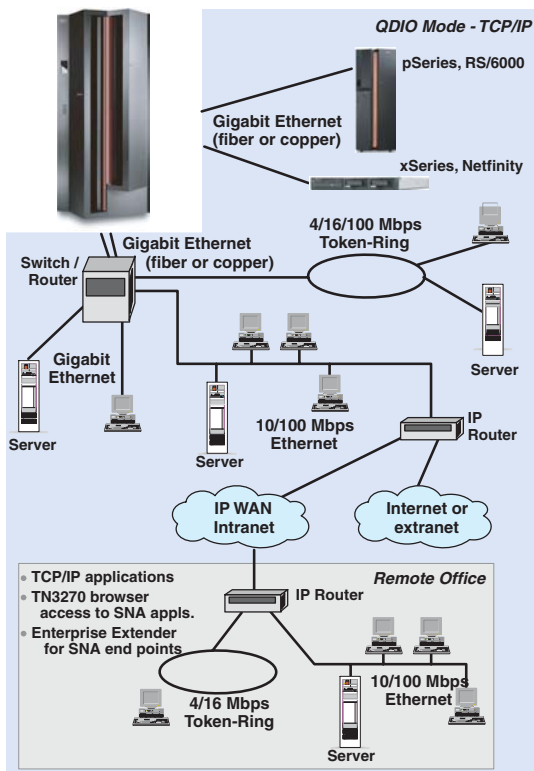 QDIO Mode - TCP/IP
pSeries, RS/6000
Gigabit Ethernet
(fiber or copper)
xSeries, Netfinity
4/16/100 Mbps
Token-Ring
Gigabit Ethernet
(fiber or copper)
Switch /
Router
Server
Gigabit
Ethernet
Server
Server
10/100 Mbps
Ethernet
IP
Router
IP WAN
Intranet
Internet or
extranet
Remote Office
• TCP/IP applications
• TN3270 browser
access to SNA appls.
• Enterprise Extender
for SNA end points
IP Router
4/16 Mbps
Token-Ring
10/100 Mbps
Ethernet
Server